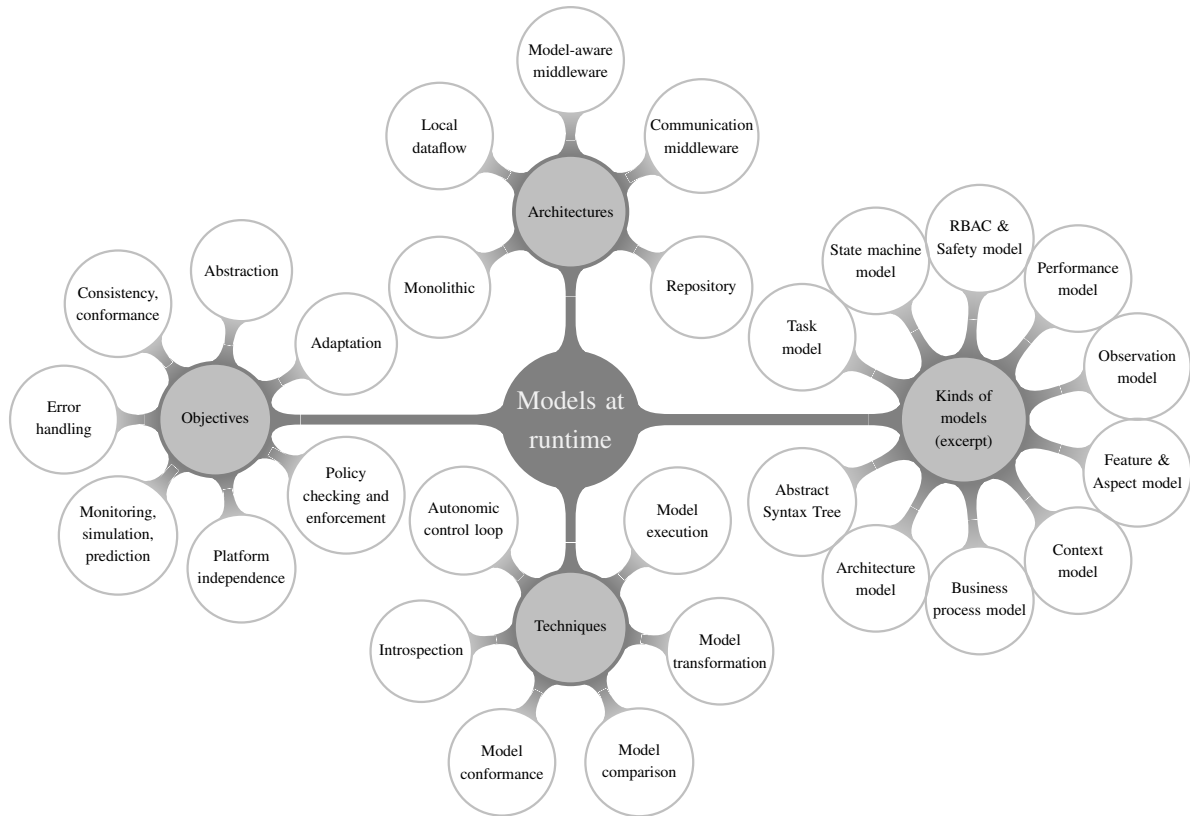 Model-aware
middleware
Local
dataflow
Communication
middleware
Architectures
Monolithic
Repository
Abstraction
Consistency,
conformance
Adaptation
Error
handling
Objectives
Monitoring,
simulation,
prediction
Platform
independence
Policy
checking and
enforcement
Models at
runtime
State machine
model
RBAC &
Safety model
Performance
model
Task
model
Observation
model
Kinds of
models
(excerpt)
Abstract
Syntax Tree
Feature &
Aspect model
Architecture
model
Business
process model
Context
model
Autonomic
control loop
Model
execution
Techniques
Introspection
Model
transformation
Model
conformance
Model
comparison